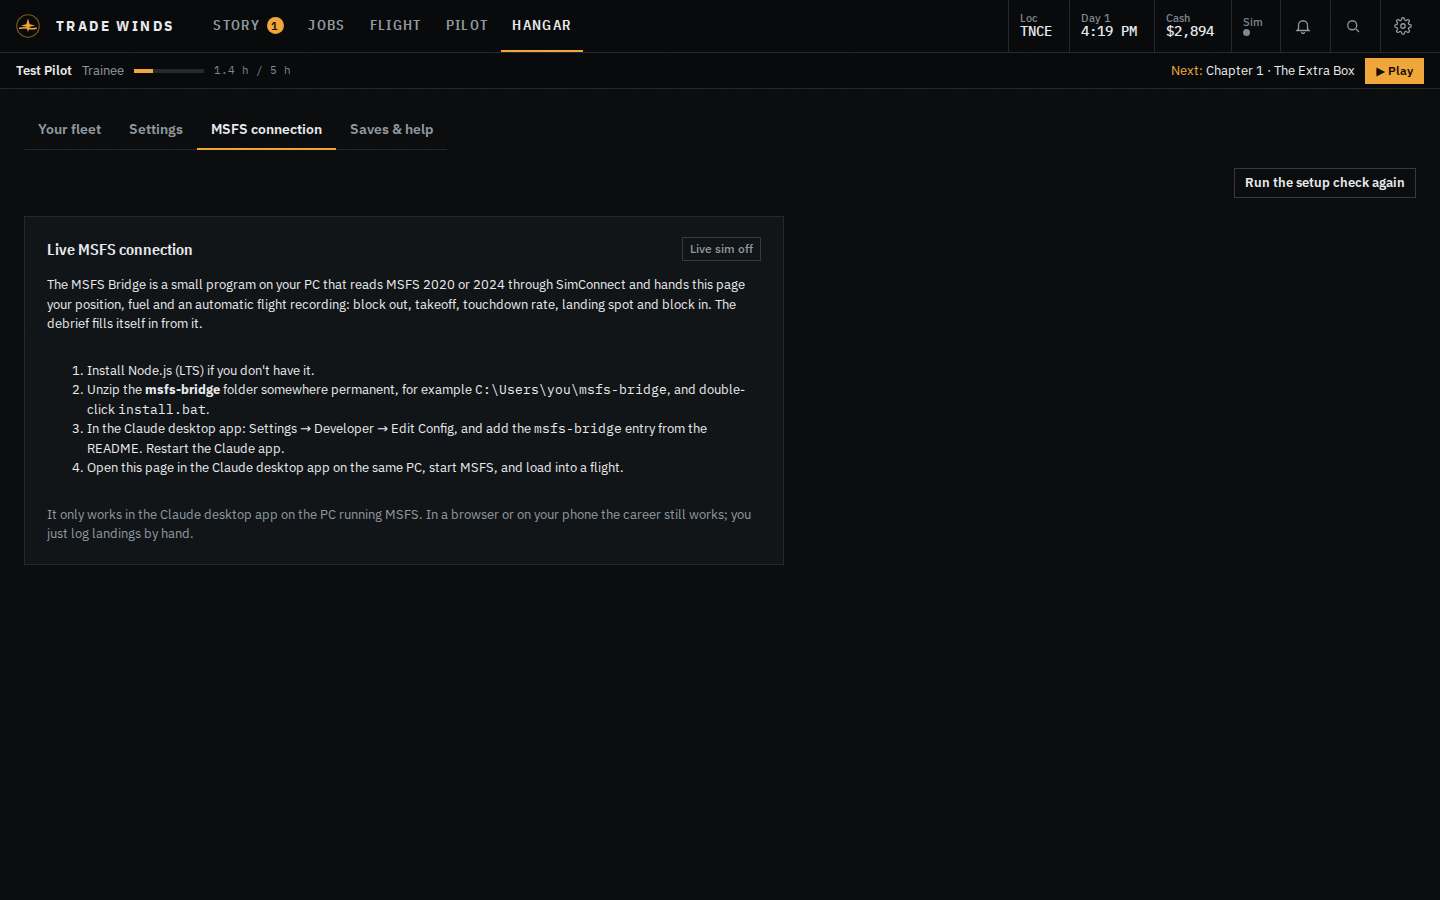 TRADE WINDS STORY 1 JOBS FLIGHT PILOT HANGAR
Loc TNCE
Day 1 4:19 PM
Cash $2,894
Sim
Test Pilot Trainee 1.4 h / 5 h
Next: Chapter 1 · The Extra Box ▶ Play
Your fleet Settings MSFS connection Saves & help
Run the setup check again
Live MSFS connection Live sim off
The MSFS Bridge is a small program on your PC that reads MSFS 2020 or 2024 through SimConnect and hands this page
your position, fuel and an automatic flight recording: block out, takeoff, touchdown rate, landing spot and block in. The
debrief fills itself in from it.
1. Install Node.js (LTS) if you don't have it.
2. Unzip the msfs-bridge folder somewhere permanent, for example C:\Users\you\msfs-bridge, and double-
click install.bat.
3. In the Claude desktop app: Settings → Developer → Edit Config, and add the msfs-bridge entry from the
README. Restart the Claude app.
4. Open this page in the Claude desktop app on the same PC, start MSFS, and load into a flight.
It only works in the Claude desktop app on the PC running MSFS. In a browser or on your phone the career still works; you
just log landings by hand.